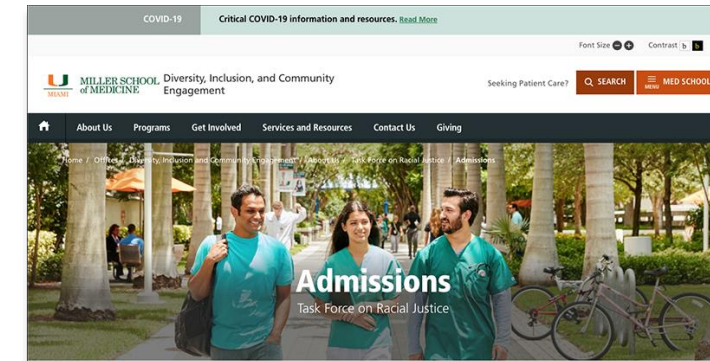 COVID-19 Critical COVID-19 information and resources. Read More
Font Size Contrast b b
U
MIAMI
MILLER SCHOOL
of MEDICINE
Diversity, Inclusion, and Community
Engagement
Seeking Patient Care?
SEARCH
MENU
MED SCHOOL
About Us Programs Get Involved Services and Resources Contact Us Giving
Home / Offices / Diversity, Inclusion and Community Engagement / About Us / Task Force on Racial Justice / Admissions
Admissions
Task Force on Racial Justice